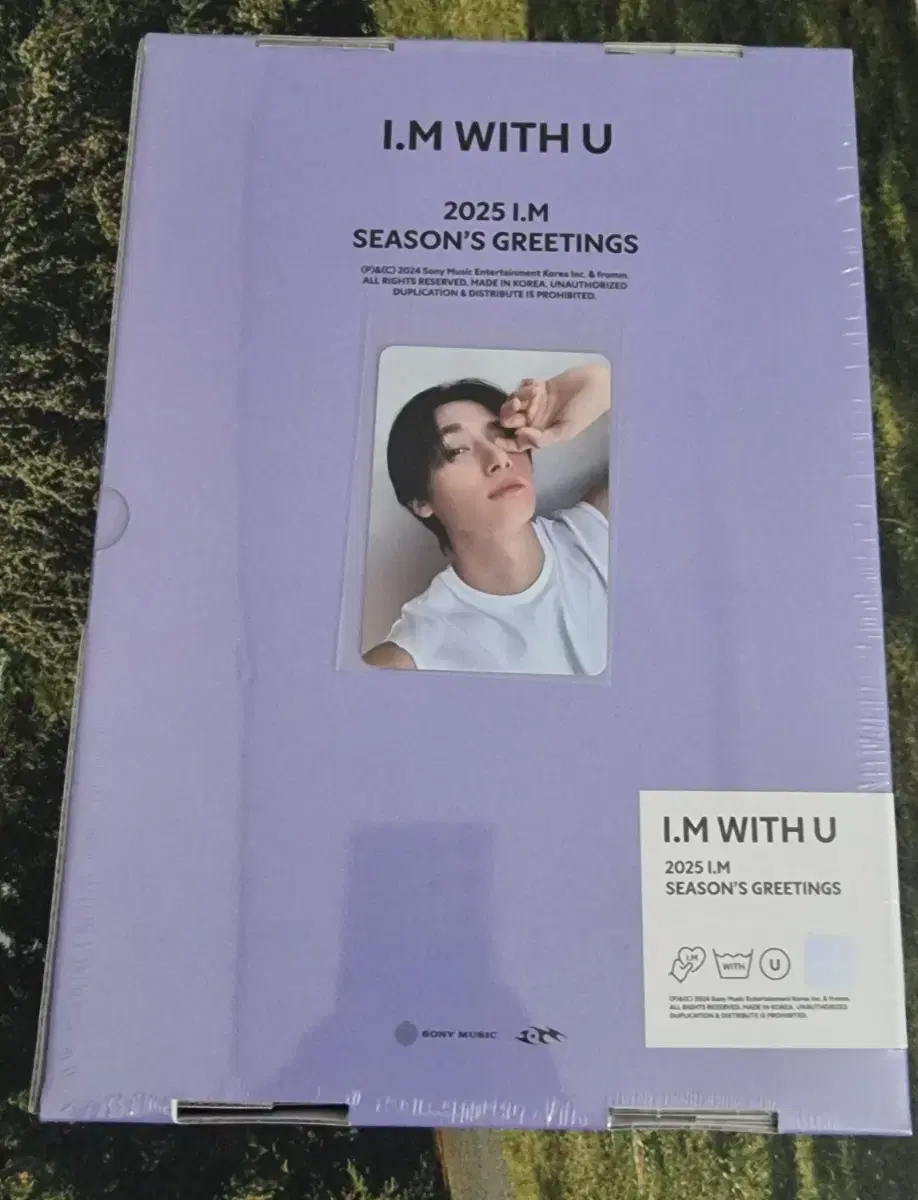 I.M WITH U
2025 I.M
SEASON'S GREETINGS
(P)&(C) 2024 Sony Music Entertainment Korea Inc. & fromm.
ALL RIGHTS RESERVED. MADE IN KOREA. UNAUTHORIZED
DUPLICATION & DISTRIBUTE IS PROHIBITED.
I.M WITH U
2025 I.M
SEASON'S GREETINGS
I.M
WITH
U
(P)&(C) 2024 Sony Music Entertainment Korea Inc. & fromm.
ALL RIGHTS RESERVED. MADE IN KOREA. UNAUTHORIZED
DUPLICATION & DISTRIBUTE IS PROHIBITED.
SONY MUSIC